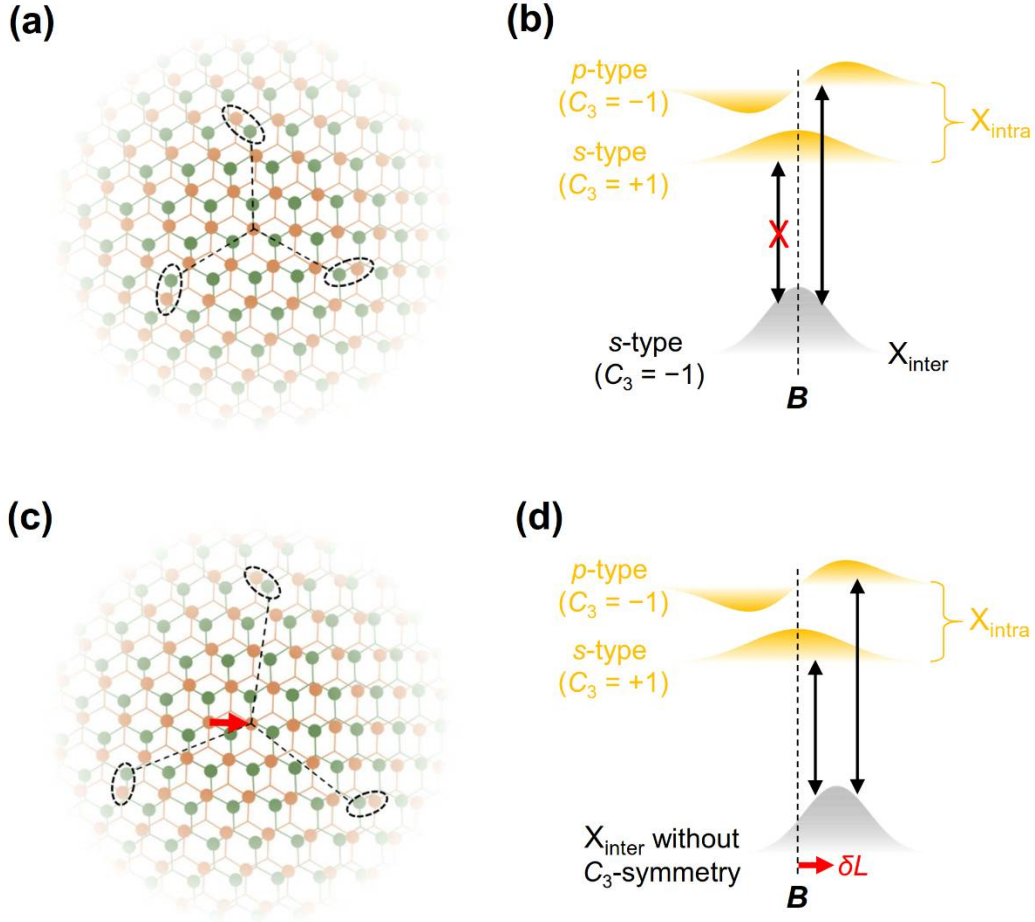 (a)
(b)
p-type
(C₃ = −1)
s-type
(C₃ = +1)
Xintra
X
s-type
(C₃ = −1)
Xinter
B
(c)
(d)
p-type
(C₃ = −1)
s-type
(C₃ = +1)
Xintra
Xinter without
C₃-symmetry
δL
B